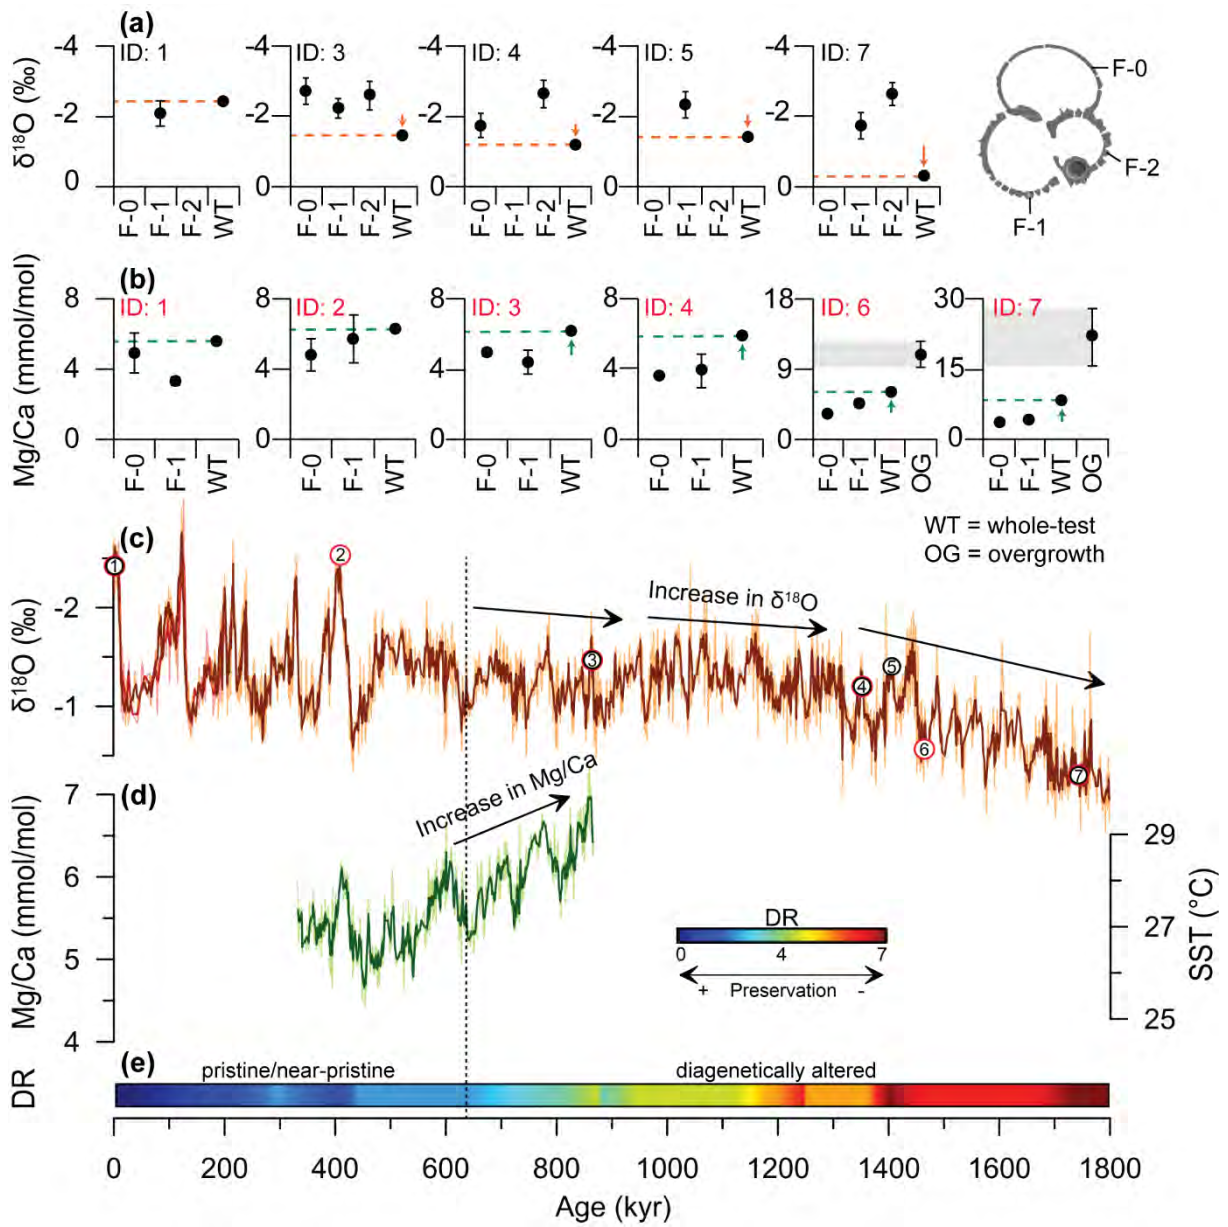 (a)
-4
-2
0
δ¹⁸O (‰)
ID: 1
F-0
F-1
F-2
WT
-4
-2
0
ID: 3
F-0
F-1
F-2
WT
-4
-2
0
ID: 4
F-0
F-1
F-2
WT
-4
-2
0
ID: 5
F-0
F-1
F-2
WT
-4
-2
0
ID: 7
F-0
F-1
F-2
WT
F-0
F-2
F-1
(b)
8
4
0
Mg/Ca (mmol/mol)
ID: 1
F-0
F-1
WT
8
4
0
ID: 2
F-0
F-1
WT
8
4
0
ID: 3
F-0
F-1
WT
8
4
0
ID: 4
F-0
F-1
WT
18
9
0
ID: 6
F-0
F-1
WT
OG
30
15
0
ID: 7
F-0
F-1
WT
OG
WT = whole-test
OG = overgrowth
(c)
-2
-1
δ¹⁸O (‰)
1
2
3
4
5
6
7
Increase in δ¹⁸O
(d)
7
6
5
4
Mg/Ca (mmol/mol)
Increase in Mg/Ca
29
27
25
SST (°C)
DR
0
4
7
+ Preservation -
(e)
DR
pristine/near-pristine
diagenetically altered
0
200
400
600
800
1000
1200
1400
1600
1800
Age (kyr)